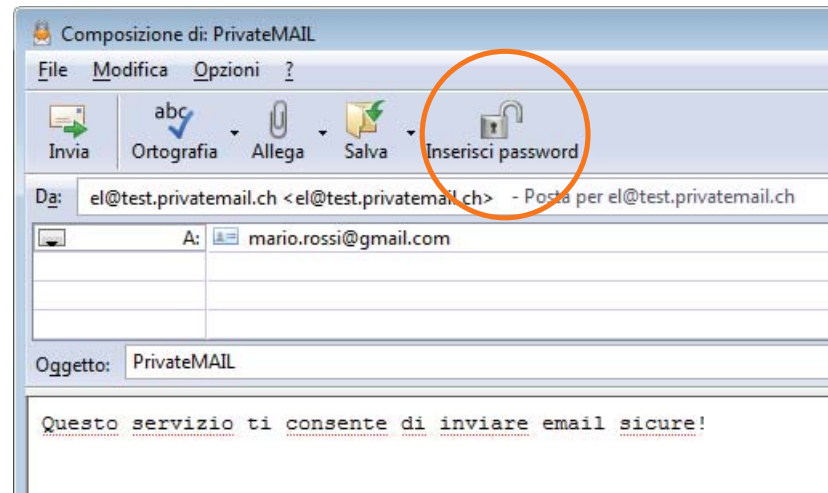 Composizione di: PrivateMAIL
File Modifica Opzioni ?
Invia abc Ortografia Allega Salva Inserisci password
Da: el@test.privatemail.ch <el@test.privatemail.ch> - Posta per el@test.privatemail.ch
A: mario.rossi@gmail.com
Oggetto: PrivateMAIL
Questo servizio ti consente di inviare email sicure!